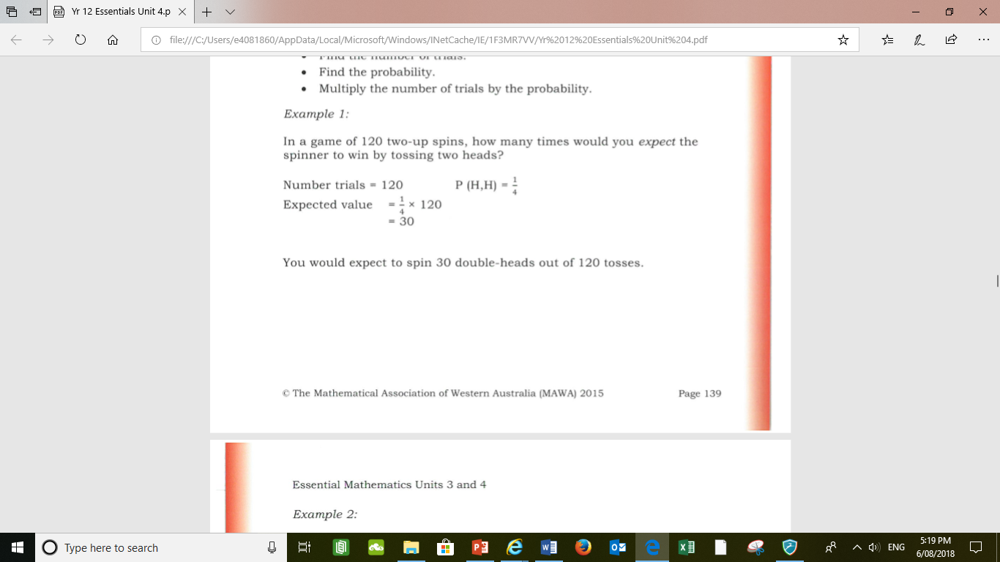 Yr 12 Essentials Unit 4.p
file:///C:/Users/e4081860/AppData/Local/Microsoft/Windows/INetCache/IE/1F3MR7VV/Yr%2012%20Essentials%20Unit%204.pdf
• Find the number of trials.
• Find the probability.
• Multiply the number of trials by the probability.
Example 1:
In a game of 120 two-up spins, how many times would you expect the
spinner to win by tossing two heads?
Number trials = 120 P (H,H) = 1/4
Expected value = 1/4 × 120
= 30
You would expect to spin 30 double-heads out of 120 tosses.
© The Mathematical Association of Western Australia (MAWA) 2015 Page 139
Essential Mathematics Units 3 and 4
Example 2:
Type here to search
ENG
5:19 PM
6/08/2018